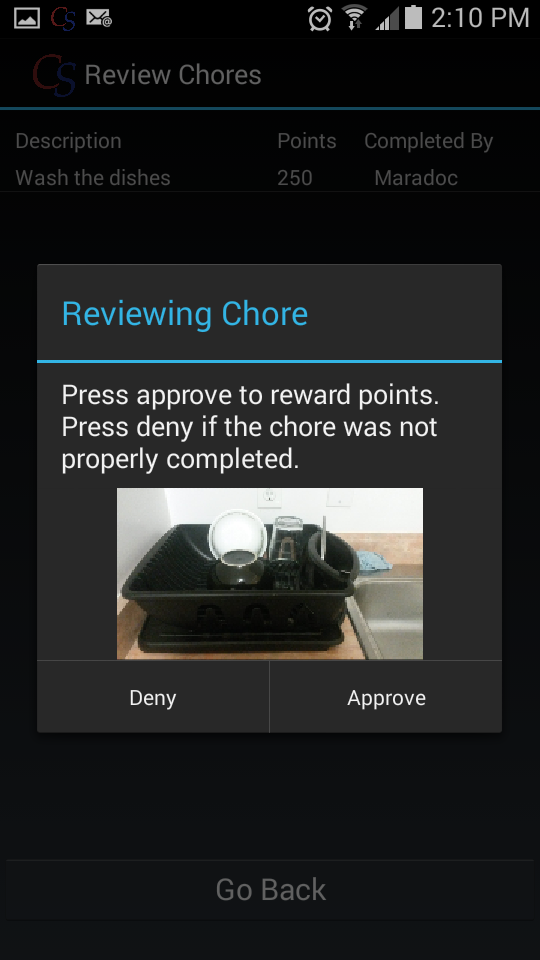 2:10 PM
CS Review Chores
Description Points Completed By
Wash the dishes 250 Maradoc
Reviewing Chore
Press approve to reward points.
Press deny if the chore was not
properly completed.
Deny Approve
Go Back